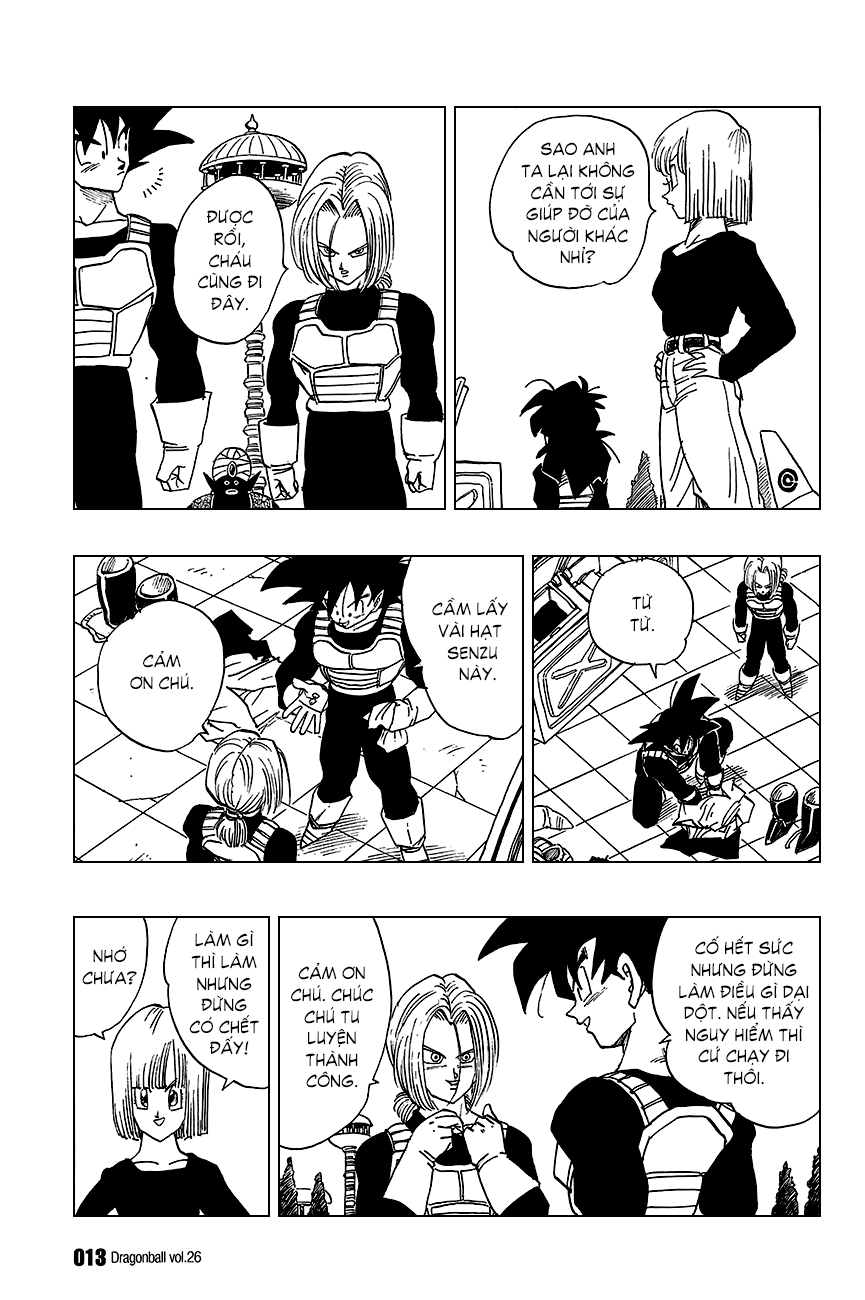 SAO ANH
TA LẠI KHÔNG
CẦN TỚI SỰ
GIÚP ĐỠ CỦA
NGƯỜI KHÁC
NHỈ?
ĐƯỢC
RỒI,
CHÁU
CŨNG ĐI
ĐÂY.
TỪ
TỪ.
CẦM LẤY
VÀI HẠT
SENZU
NÀY.
CẢM
ƠN CHÚ.
CỐ HẾT SỨC
NHƯNG ĐỪNG
LÀM ĐIỀU GÌ DẠI
DỘT. NẾU THẤY
NGUY HIỂM THÌ
CỨ CHẠY ĐI
THÔI.
CẢM ƠN
CHÚ. CHÚC
CHÚ TU
LUYỆN
THÀNH
CÔNG.
LÀM GÌ
THÌ LÀM
NHƯNG
ĐỪNG
CÓ CHẾT
ĐẤY!
NHỚ
CHƯA?
013 Dragonball vol.26